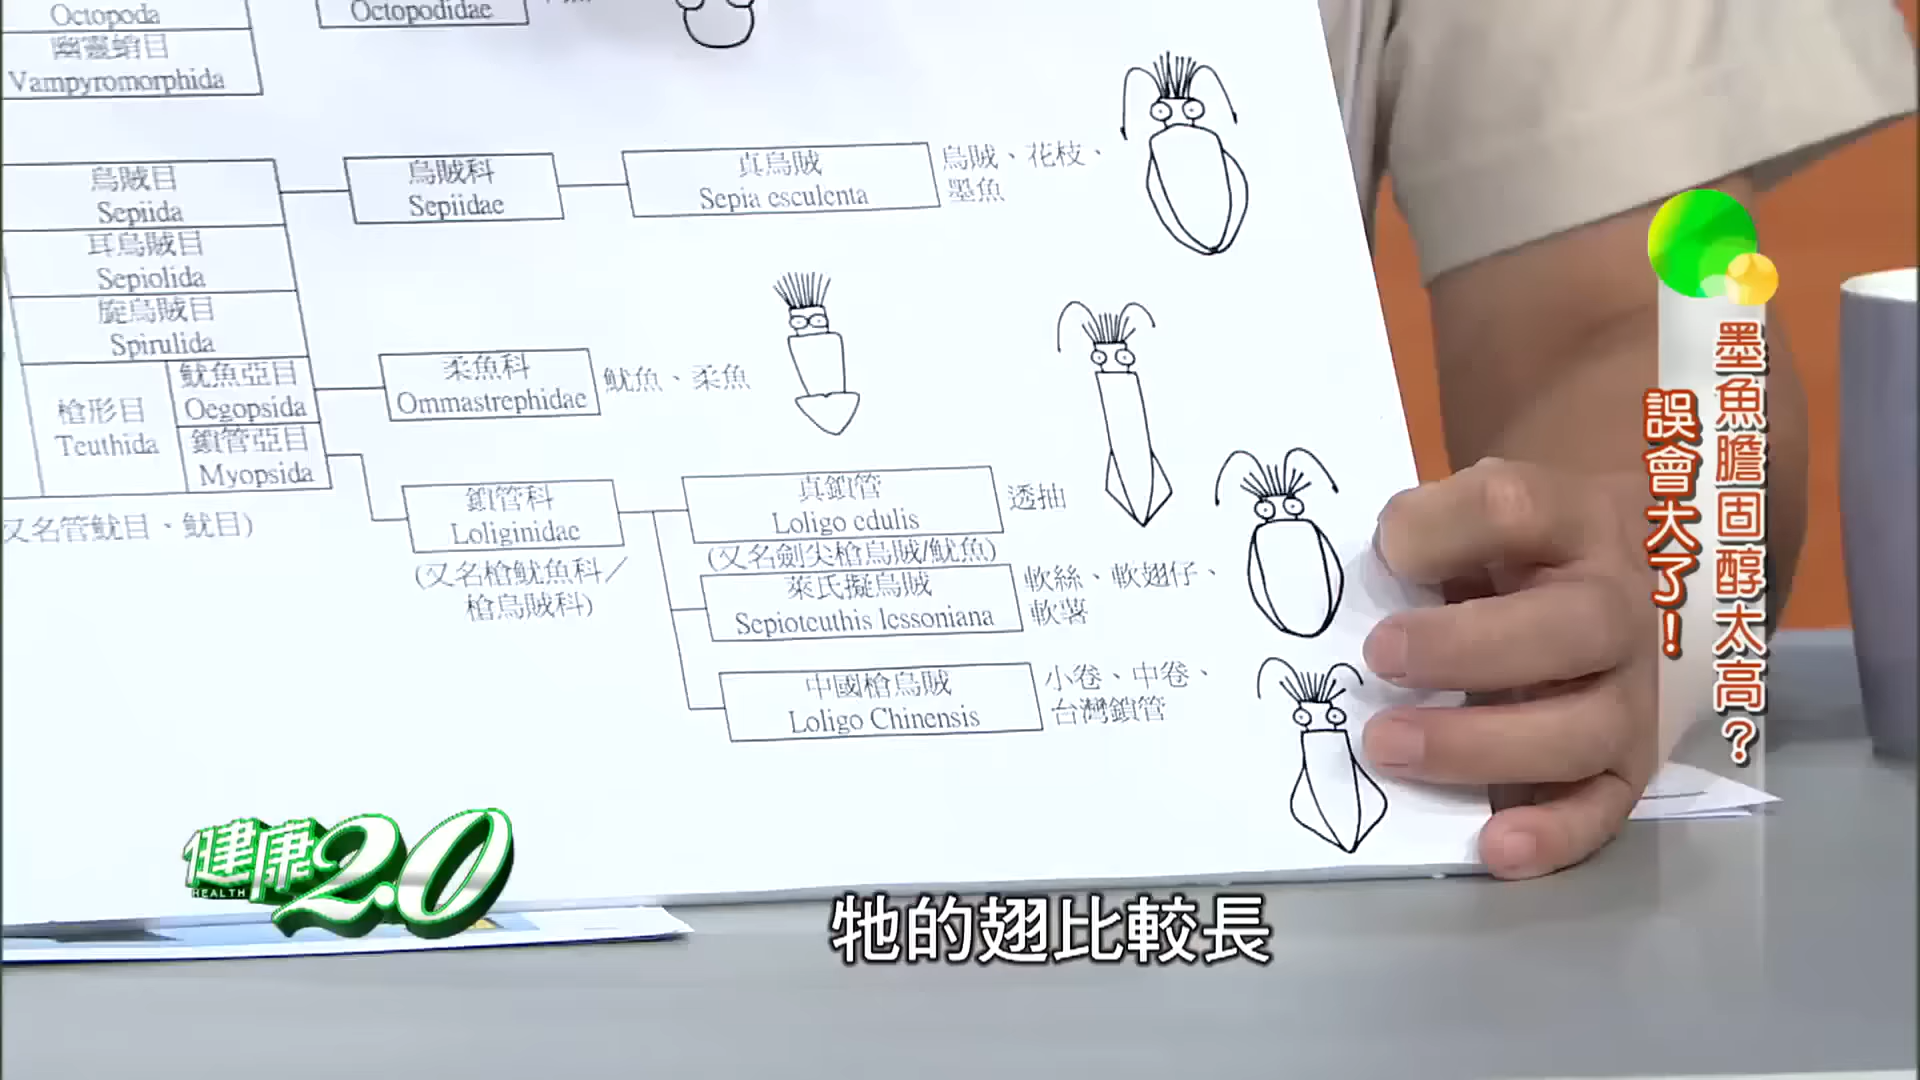 Octopoda
Octopodidae
幽靈蛸目
Vampyromorphida
烏賊目
Sepiida
烏賊科
Sepiidae
真烏賊
Sepia esculenta
烏賊、花枝、
墨魚
耳烏賊目
Sepiolida
旋烏賊目
Spirulida
槍形目
Teuthida
魷魚亞目
Oegopsida
鎖管亞目
Myopsida
柔魚科
Ommastrephidae
魷魚、柔魚
又名管魷目、魷目)
鎖管科
Loliginidae
(又名槍魷魚科/
槍烏賊科)
真鎖管
Loligo edulis
透抽
(又名劍尖槍烏賊/魷魚)
萊氏擬烏賊
Sepioteuthis lessoniana
軟絲、軟翅仔、
軟薯
中國槍烏賊
Loligo Chinensis
小卷、中卷、
台灣鎖管
墨魚膽固醇太高？
誤會大了！
健康2.0
HEALTH
牠的翅比較長